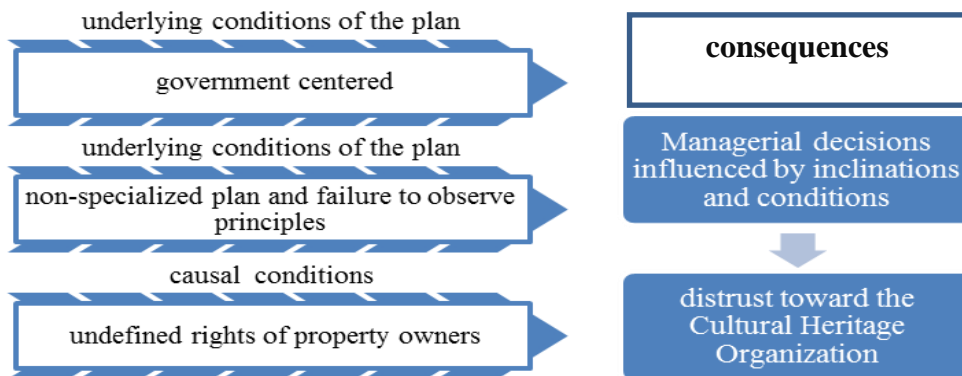 underlying conditions of the plan
government centered
underlying conditions of the plan
non-specialized plan and failure to observe
principles
causal conditions
undefined rights of property owners
consequences
Managerial decisions
influenced by inclinations
and conditions
distrust toward the
Cultural Heritage
Organization